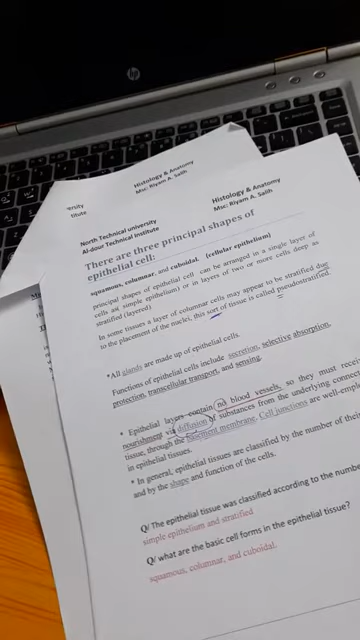 hp
ersity
titute
Histology & Anatomy
Msc: Riyam A. Salih
North Technical university
Al-dour Technical Institute
Histology & Anatomy
Msc: Riyam A. Salih
There are three principal shapes of
epithelial cell:
squamous, columnar, and cuboidal. (cellular epithelium)
principal shapes of epithelial cell can be arranged in a single layer of
cells as( simple epithelium) or in layers of two or more cells deep as
stratified (layered)
In some tissues a layer of columnar cells may appear to be stratified due
to the placement of the nuclei, this sort of tissue is called pseudostratified.
*All glands are made up of epithelial cells.
Functions of epithelial cells include secretion, selective absorption,
protection, transcellular transport, and sensing.
• Epithelial layers contain no blood vessels, so they must recei
nourishment via diffusion of substances from the underlying connect
tissue, through the basement membrane. Cell junctions are well-emplo
in epithelial tissues.
• In general, epithelial tissues are classified by the number of their
and by the shape and function of the cells.
Q/ The epithelial tissue was classified according to the numbe
simple epithelium and stratified
Q/ what are the basic cell forms in the epithelial tissue?
squamous, columnar, and cuboidal.